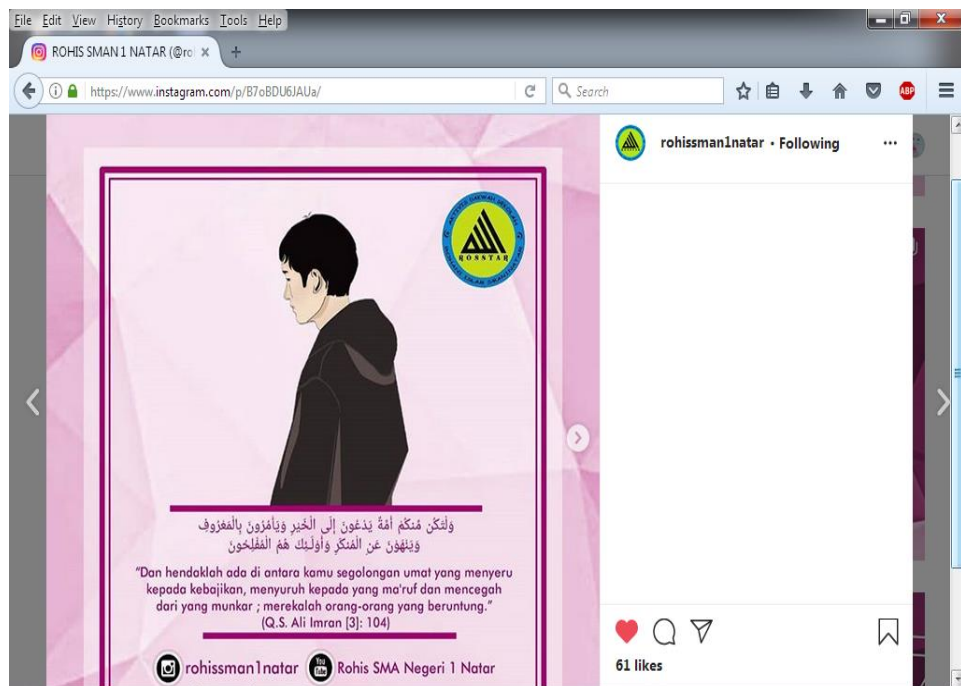 File Edit View History Bookmarks Tools Help
ROHIS SMAN 1 NATAR (@ro
https://www.instagram.com/p/B7oBDU6JAUa/
Search
ABP
rohissman1natar • Following
ROSSTAR
وَلْتَكُن مِّنكُمْ أُمَّةٌ يَدْعُونَ إِلَى الْخَيْرِ وَيَأْمُرُونَ بِالْمَعْرُوفِ
وَيَنْهَوْنَ عَنِ الْمُنكَرِ وَأُولَٰئِكَ هُمُ الْمُفْلِحُونَ
"Dan hendaklah ada di antara kamu segolongan umat yang menyeru
kepada kebajikan, menyuruh kepada yang ma'ruf dan mencegah
dari yang munkar ; merekalah orang-orang yang beruntung."
(Q.S. Ali Imran [3]: 104)
rohissman1natar You Tube Rohis SMA Negeri 1 Natar
61 likes